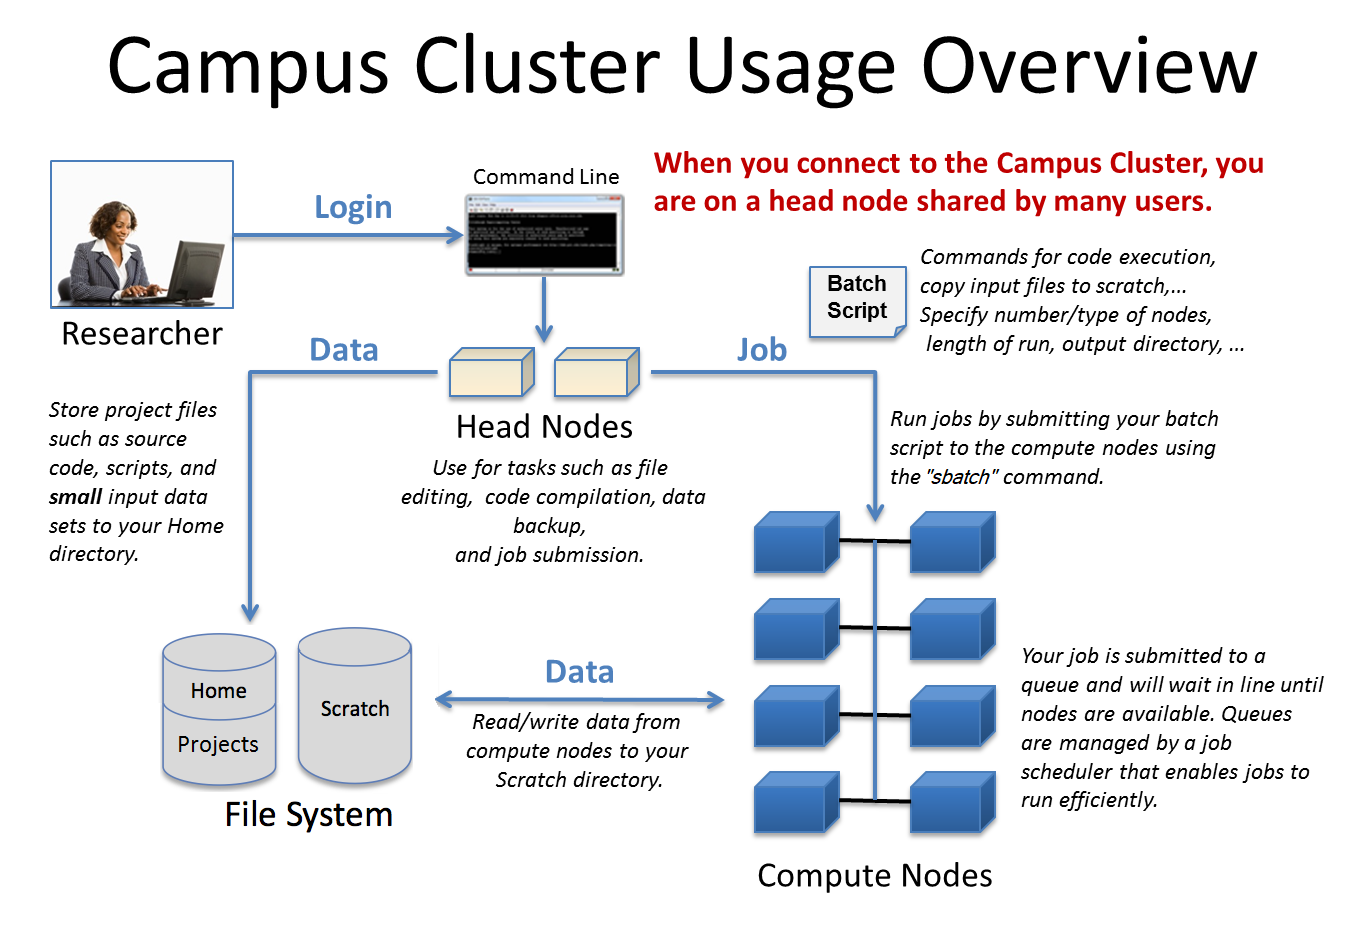 Campus Cluster Usage Overview
When you connect to the Campus Cluster, you
are on a head node shared by many users.
Command Line
Login
Researcher
Batch
Script
Commands for code execution,
copy input files to scratch,...
Specify number/type of nodes,
length of run, output directory, ...
Data
Job
Head Nodes
Use for tasks such as file
editing, code compilation, data
backup,
and job submission.
Store project files
such as source
code, scripts, and
small input data
sets to your Home
directory.
Run jobs by submitting your batch
script to the compute nodes using
the "sbatch" command.
Home
Projects
Scratch
File System
Data
Read/write data from
compute nodes to your
Scratch directory.
Your job is submitted to a
queue and will wait in line until
nodes are available. Queues
are managed by a job
scheduler that enables jobs to
run efficiently.
Compute Nodes